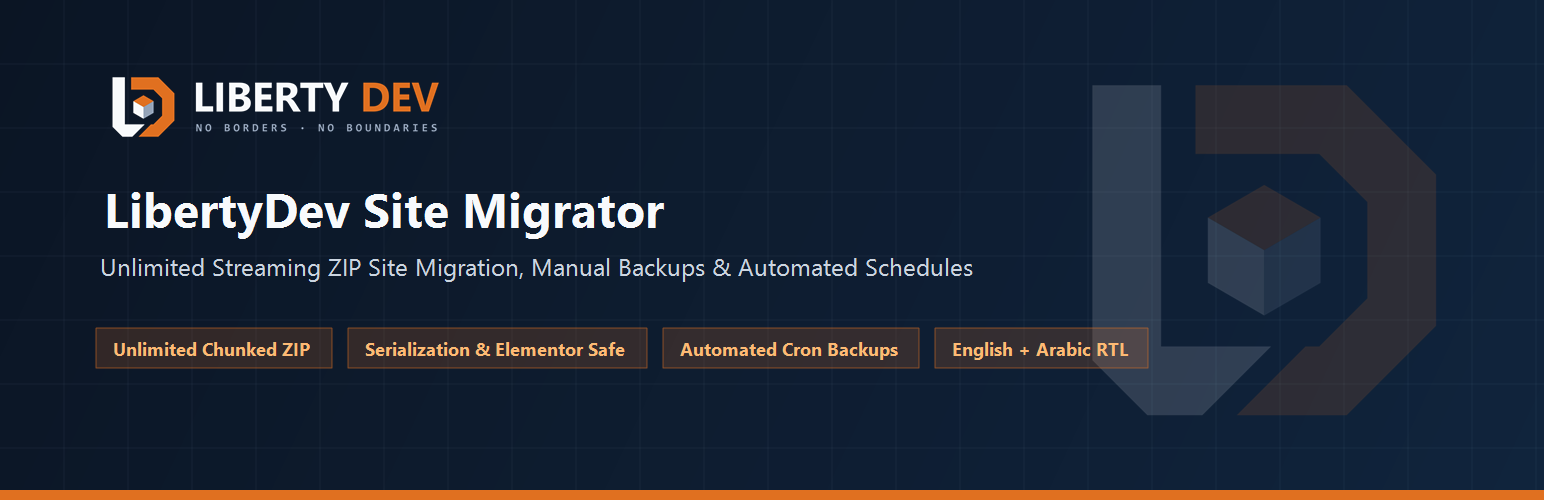 LIBERTY DEV
NO BORDERS · NO BOUNDARIES
LibertyDev Site Migrator
Unlimited Streaming ZIP Site Migration, Manual Backups & Automated Schedules
Unlimited Chunked ZIP
Serialization & Elementor Safe
Automated Cron Backups
English + Arabic RTL